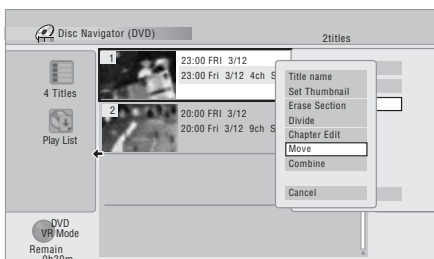 Disc Navigator (DVD)
2titles
4 Titles
Play List
1
23:00 FRI 3/12
23:00 Fri 3/12 4ch S
2
20:00 FRI 3/12
20:00 Fri 3/12 9ch S
Title name
Set Thumbnail
Erase Section
Divide
Chapter Edit
Move
Combine
Cancel
DVD
VR Mode
Remain
0h30m